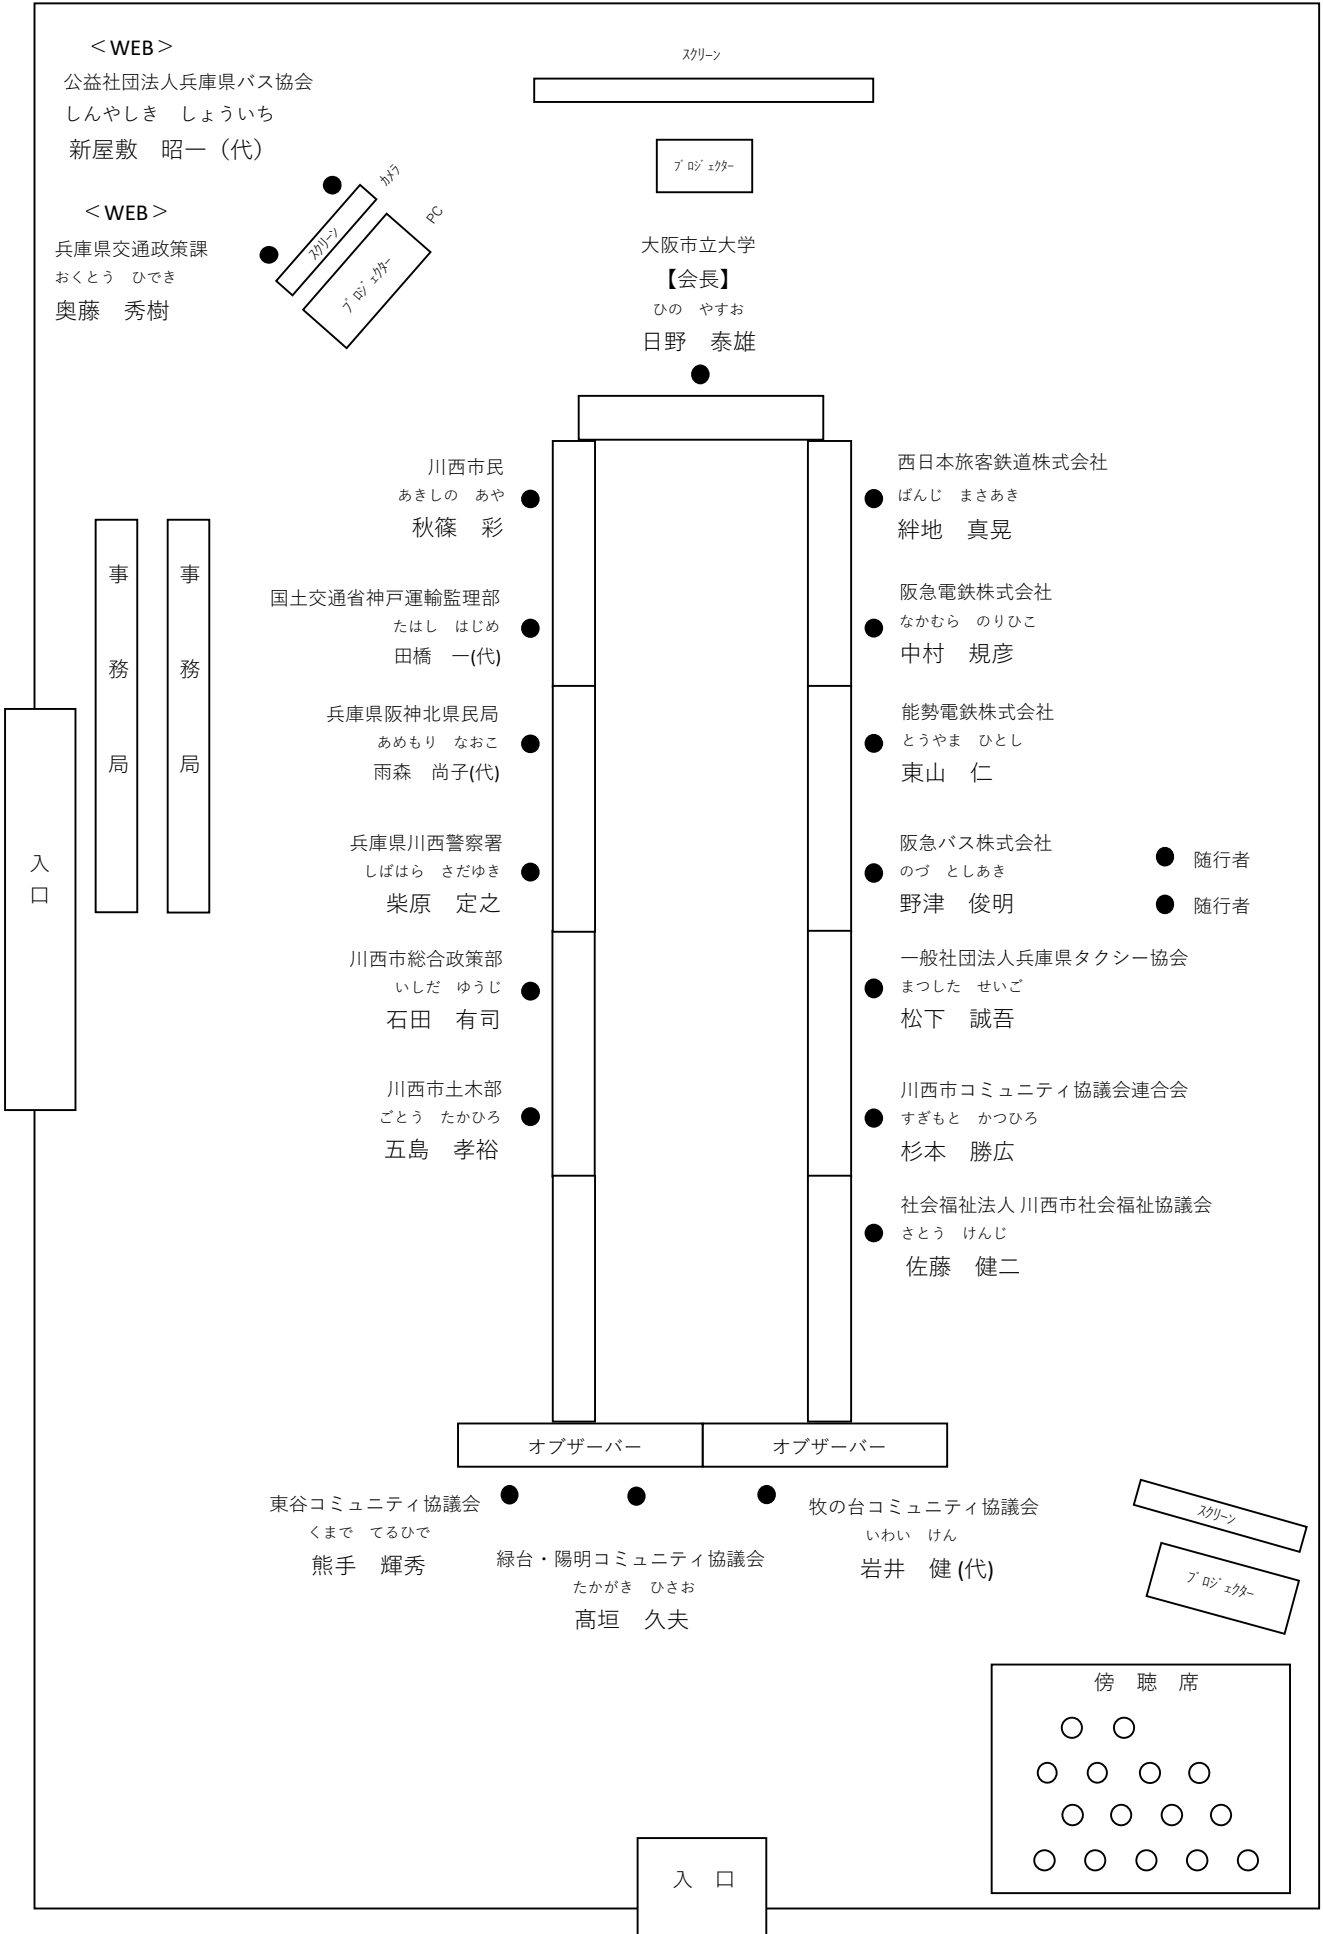 ＜WEB＞
公益社団法人兵庫県バス協会
しんやしき　しょういち
新屋敷　昭一（代）
＜WEB＞
兵庫県交通政策課
おくとう　ひでき
奥藤　秀樹
ｶﾒﾗ
PC
ｽｸﾘｰﾝ
ﾌﾟﾛｼﾞｪｸﾀｰ
ｽｸﾘｰﾝ
ﾌﾟﾛｼﾞｪｸﾀｰ
大阪市立大学
【会長】
ひの　やすお
日野　泰雄
川西市民
あきしの　あや
秋篠　彩
国土交通省神戸運輸監理部
たはし　はじめ
田橋　一(代)
兵庫県阪神北県民局
あめもり　なおこ
雨森　尚子(代)
兵庫県川西警察署
しばはら　さだゆき
柴原　定之
川西市総合政策部
いしだ　ゆうじ
石田　有司
川西市土木部
ごとう　たかひろ
五島　孝裕
西日本旅客鉄道株式会社
ばんじ　まさあき
絆地　真晃
阪急電鉄株式会社
なかむら　のりひこ
中村　規彦
能勢電鉄株式会社
とうやま　ひとし
東山　仁
阪急バス株式会社
のづ　としあき
野津　俊明
随行者
随行者
一般社団法人兵庫県タクシー協会
まつした　せいご
松下　誠吾
川西市コミュニティ協議会連合会
すぎもと　かつひろ
杉本　勝広
社会福祉法人 川西市社会福祉協議会
さとう　けんじ
佐藤　健二
事務局
事務局
入口
オブザーバー
オブザーバー
東谷コミュニティ協議会
くまで　てるひで
熊手　輝秀
緑台・陽明コミュニティ協議会
たかがき　ひさお
髙垣　久夫
牧の台コミュニティ協議会
いわい　けん
岩井　健 (代)
ｽｸﾘｰﾝ
ﾌﾟﾛｼﾞｪｸﾀｰ
傍　聴　席
入　口